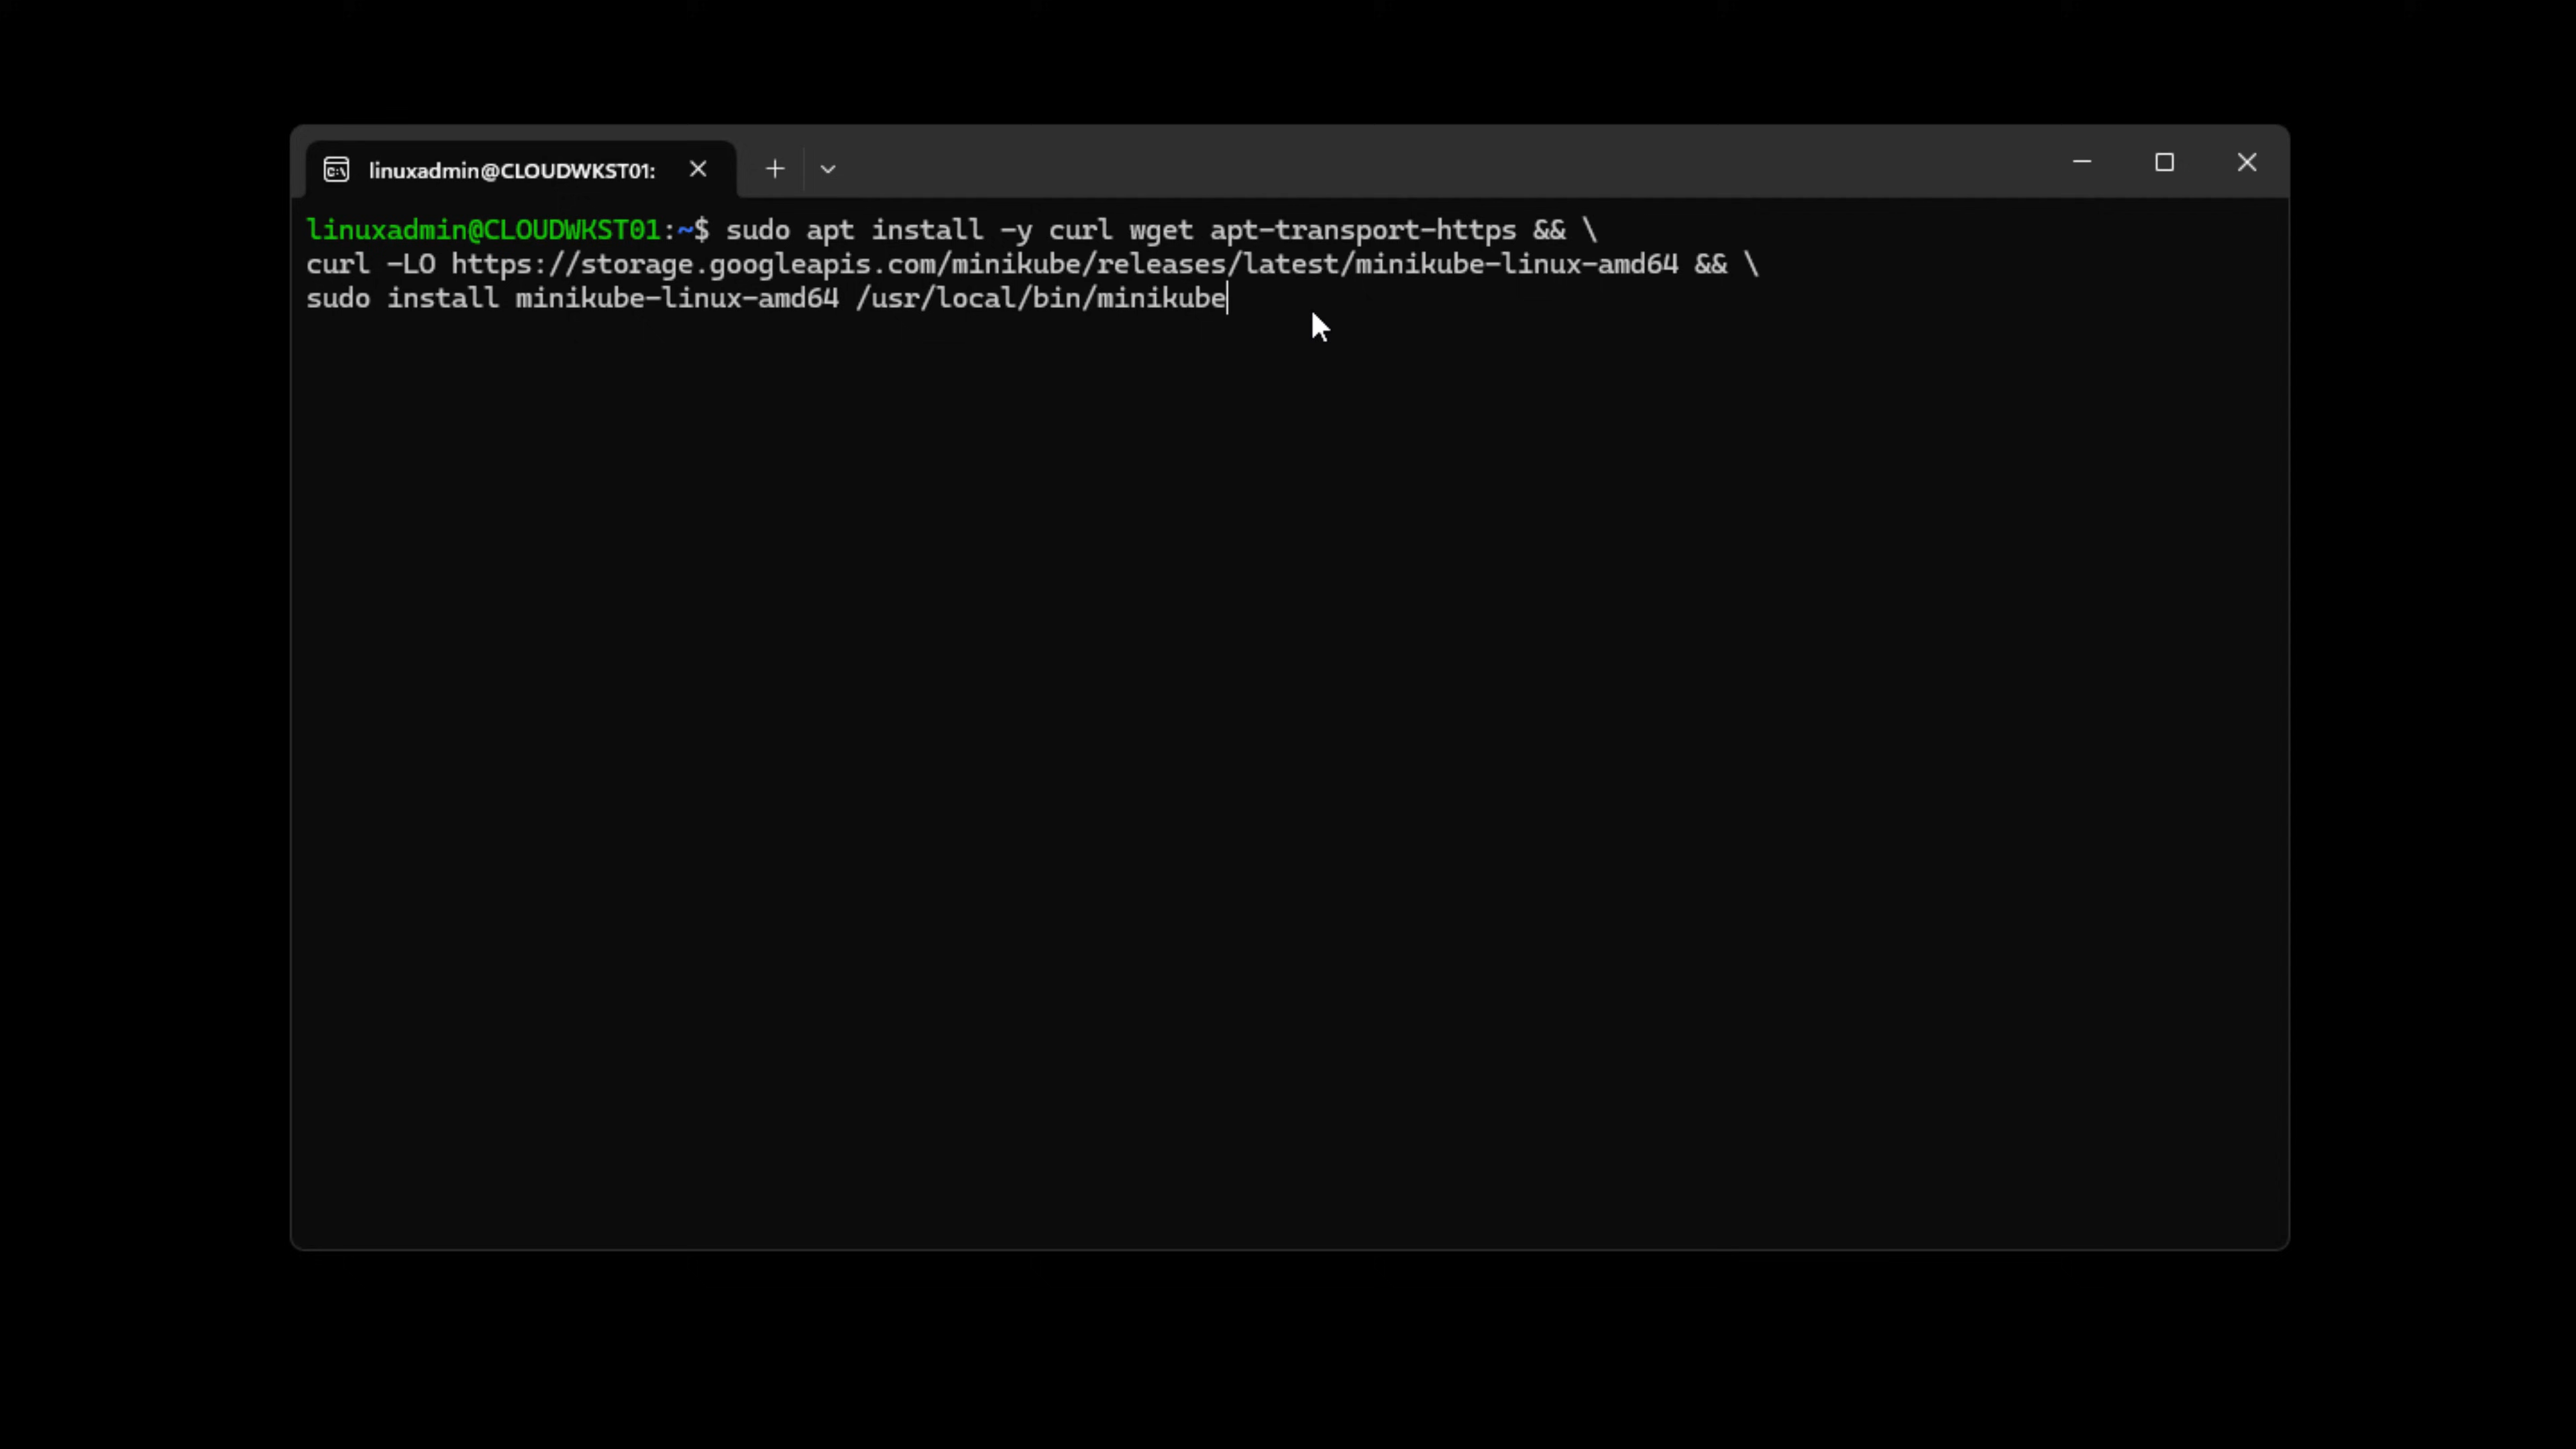 linuxadmin@CLOUDWKST01:
linuxadmin@CLOUDWKST01:~$ sudo apt install -y curl wget apt-transport-https && \
curl -LO https://storage.googleapis.com/minikube/releases/latest/minikube-linux-amd64 && \
sudo install minikube-linux-amd64 /usr/local/bin/minikube